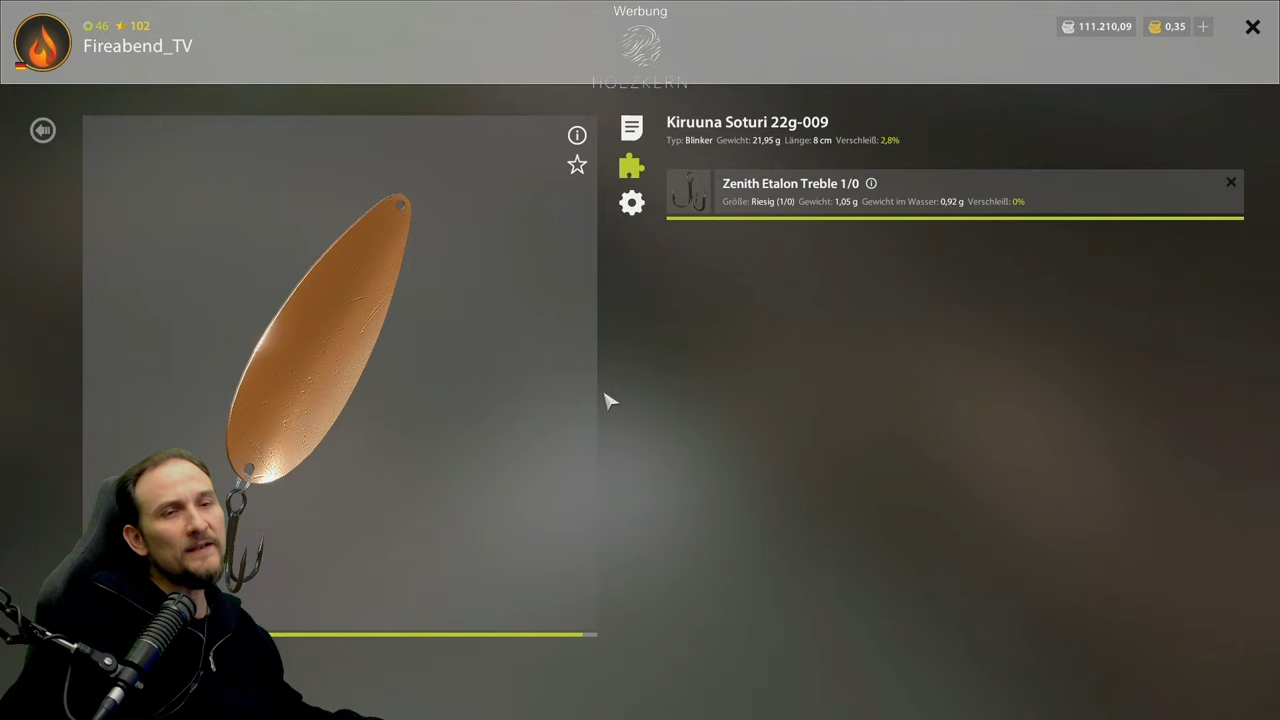 Werbung
HOLZKERN
46 102
Fireabend_TV
111.210,09 0,35 +
Kiruuna Soturi 22g-009
Typ: Blinker Gewicht: 21,95 g Länge: 8 cm Verschleiß: 2,8%
Zenith Etalon Treble 1/0
Größe: Riesig (1/0) Gewicht: 1,05 g Gewicht im Wasser: 0,92 g Verschleiß: 0%